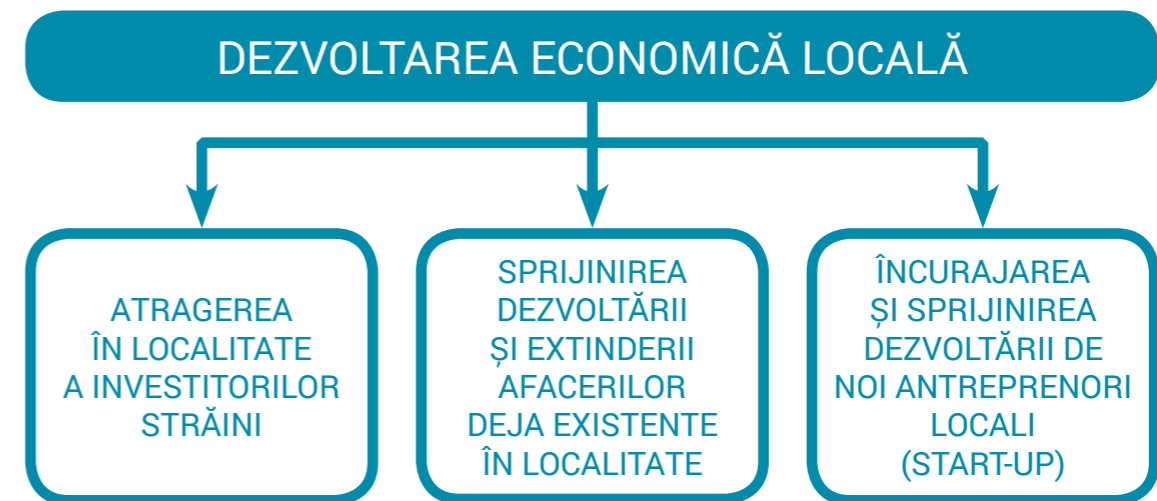 DEZVOLTAREA ECONOMICĂ LOCALĂ
ATRAGEREA
ÎN LOCALITATE
A INVESTITORILOR
STRĂINI
SPRIJINIREA
DEZVOLTĂRII
ȘI EXTINDERII
AFACERILOR
DEJA EXISTENTE
ÎN LOCALITATE
ÎNCURAJAREA
ȘI SPRIJINIREA
DEZVOLTĂRII DE
NOI ANTREPRENORI
LOCALI
(START-UP)